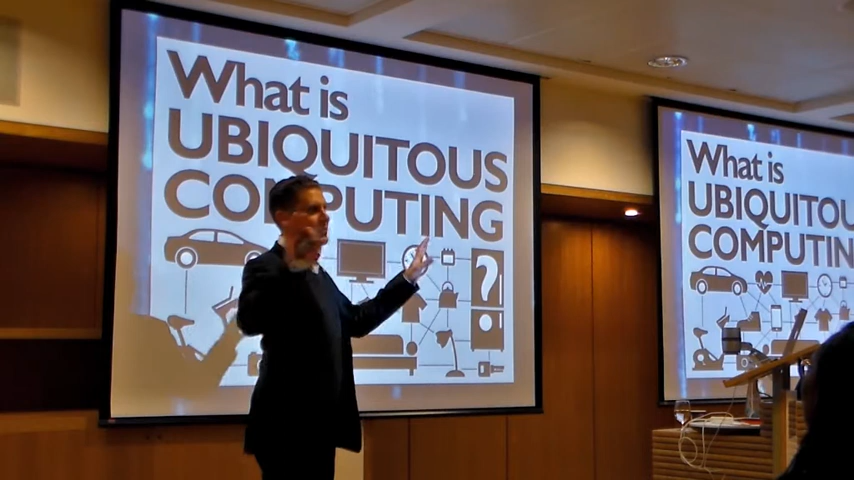 What is
UBIQUITOUS
COMPUTING
?
What is
UBIQUITOU
COMPUTIN